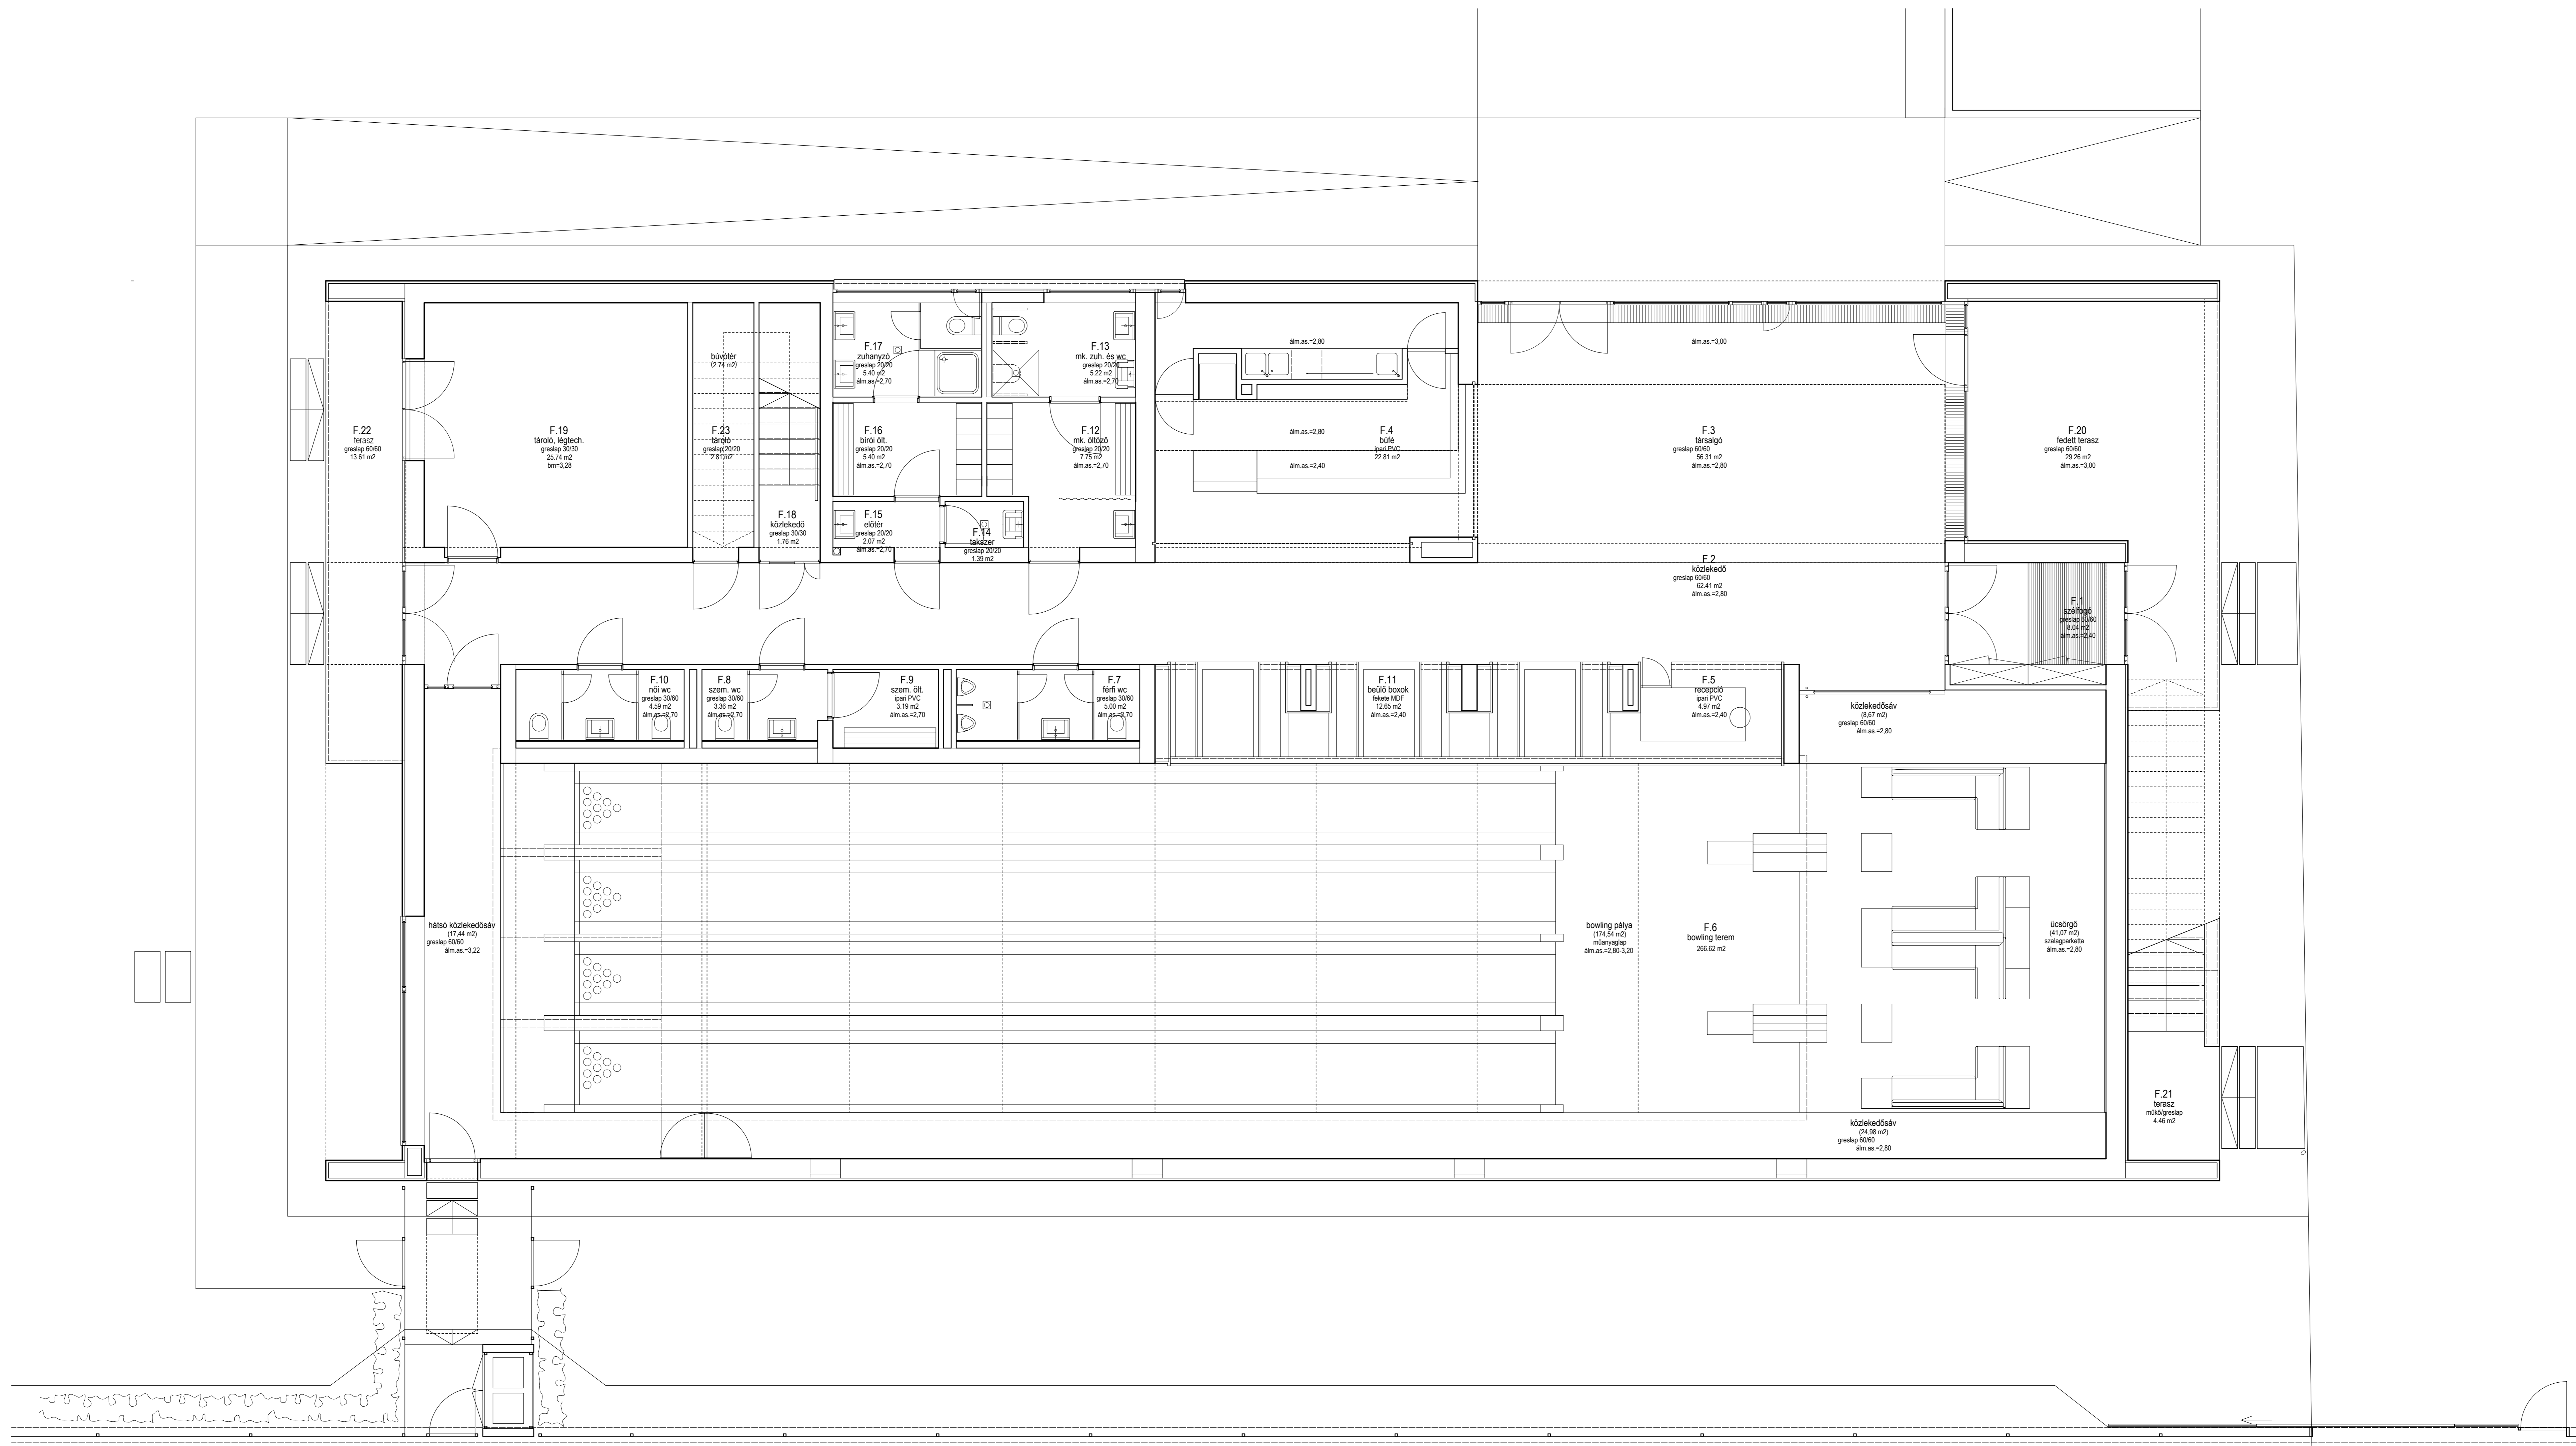 F.17
zuhanyzó
greslap 20/20
5.40 m2
álm.as.=2,70
F.13
mk. zuh. és wc
greslap 20/20
5.22 m2
álm.as.=2,70
álm.as.=2,80
álm.as.=3,00
búvótér
(2.74 m2)
F.22
terasz
greslap 60/60
13.61 m2
F.19
tároló, légtech.
greslap 30/30
25.74 m2
bm=3,28
F.23
tároló
greslap 20/20
2.81 m2
F.16
bírói ölt.
greslap 20/20
5.40 m2
álm.as.=2,70
F.12
mk. öltöző
greslap 20/20
7.75 m2
álm.as.=2,70
álm.as.=2,80
álm.as.=2,40
F.4
büfé
ipari PVC
22.81 m2
F.3
társalgó
greslap 60/60
56.31 m2
álm.as.=2,80
F.20
fedett terasz
greslap 60/60
29.26 m2
álm.as.=3,00
F.18
közlekedő
greslap 30/30
1.76 m2
F.15
előtér
greslap 20/20
2.07 m2
álm.as.=2,70
F.14
takszer
greslap 20/20
1.39 m2
F.2
közlekedő
greslap 60/60
62.41 m2
álm.as.=2,80
F.1
szélfogó
greslap 60/60
8.04 m2
álm.as.=2,40
F.10
női wc
greslap 30/60
4.59 m2
álm.as.=2,70
F.8
szem. wc
greslap 30/60
3.36 m2
álm.as.=2,70
F.9
szem. ölt.
ipari PVC
3.19 m2
álm.as.=2,70
F.7
férfi wc
greslap 30/60
5.00 m2
álm.as.=2,70
F.11
beülő boxok
fekete MDF
12.65 m2
álm.as.=2,40
F.5
recepció
ipari PVC
4.97 m2
álm.as.=2,40
közlekedősáv
(8,67 m2)
greslap 60/60
álm.as.=2,80
hátsó közlekedősáv
(17,44 m2)
greslap 60/60
álm.as.=3,22
bowling pálya
(174,54 m2)
műanyaglap
álm.as.=2,80-3,20
F.6
bowling terem
266.62 m2
ücsörgő
(41,07 m2)
szalagparketta
álm.as.=2,80
F.21
terasz
műkő/greslap
4.46 m2
közlekedősáv
(24,98 m2)
greslap 60/60
álm.as.=2,80